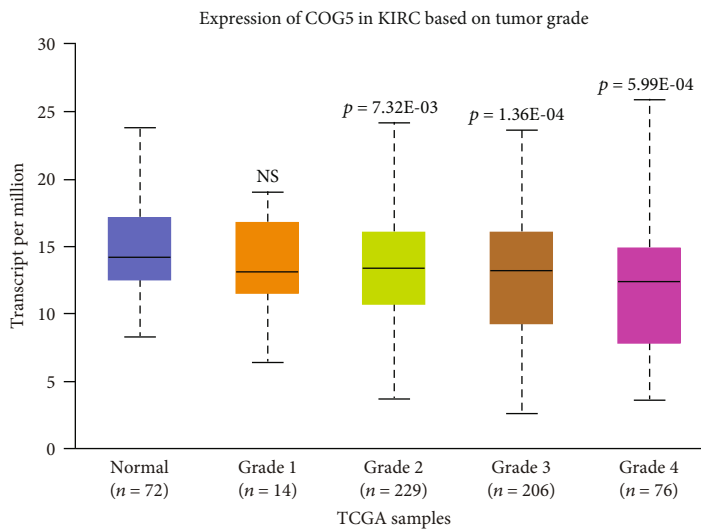 Expression of COG5 in KIRC based on tumor grade
Transcript per million
30
25
20
15
10
5
0
NS
p = 7.32E-03
p = 1.36E-04
p = 5.99E-04
Normal
(n = 72)
Grade 1
(n = 14)
Grade 2
(n = 229)
Grade 3
(n = 206)
Grade 4
(n = 76)
TCGA samples